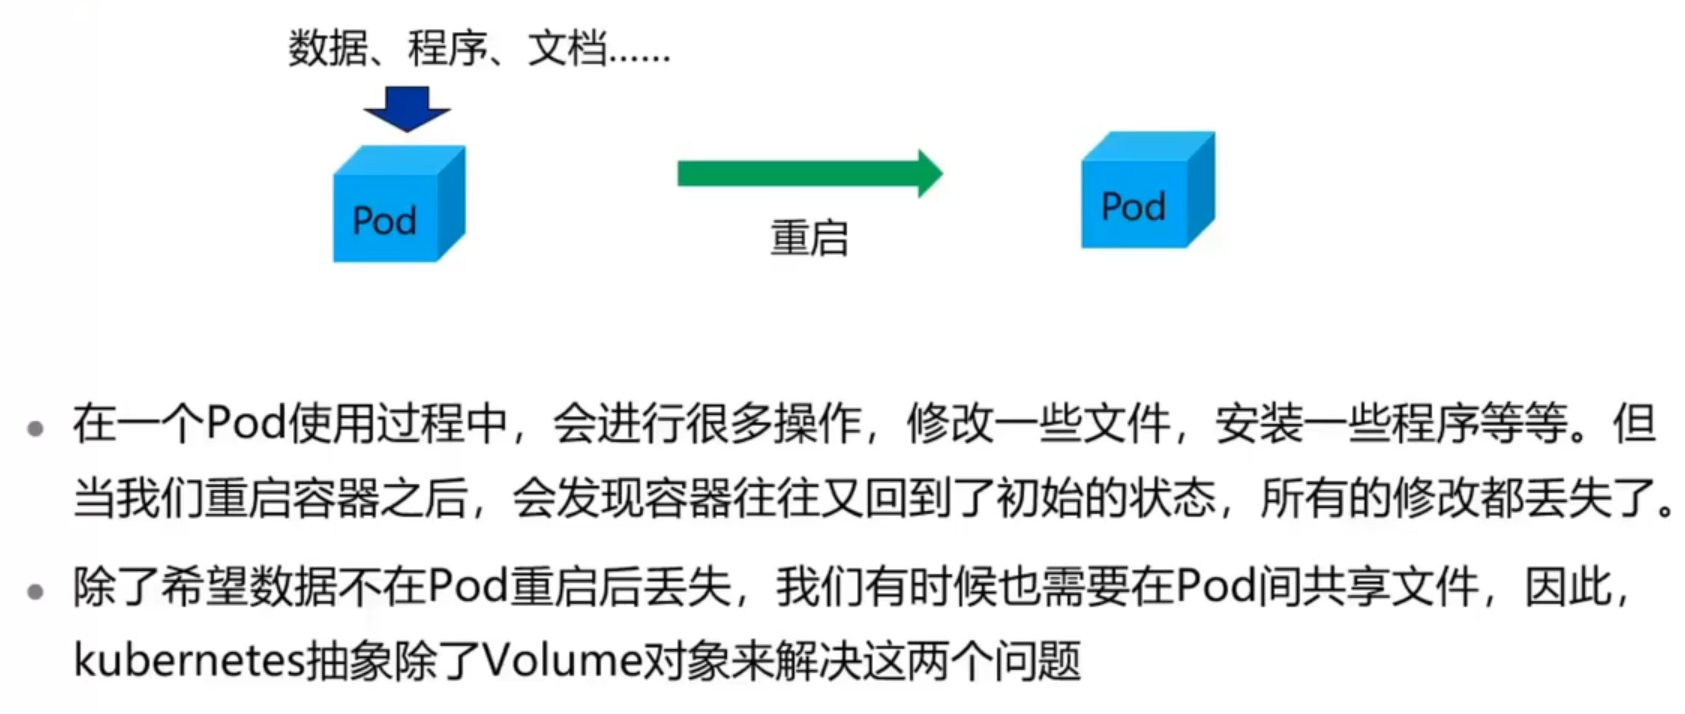 数据、程序、文档……
Pod
Pod
重启
在一个Pod使用过程中，会进行很多操作，修改一些文件，安装一些程序等等。但
当我们重启容器之后，会发现容器往往又回到了初始的状态，所有的修改都丢失了。
除了希望数据不在Pod重启后丢失，我们有时候也需要在Pod间共享文件，因此，
kubernetes抽象除了Volume对象来解决这两个问题